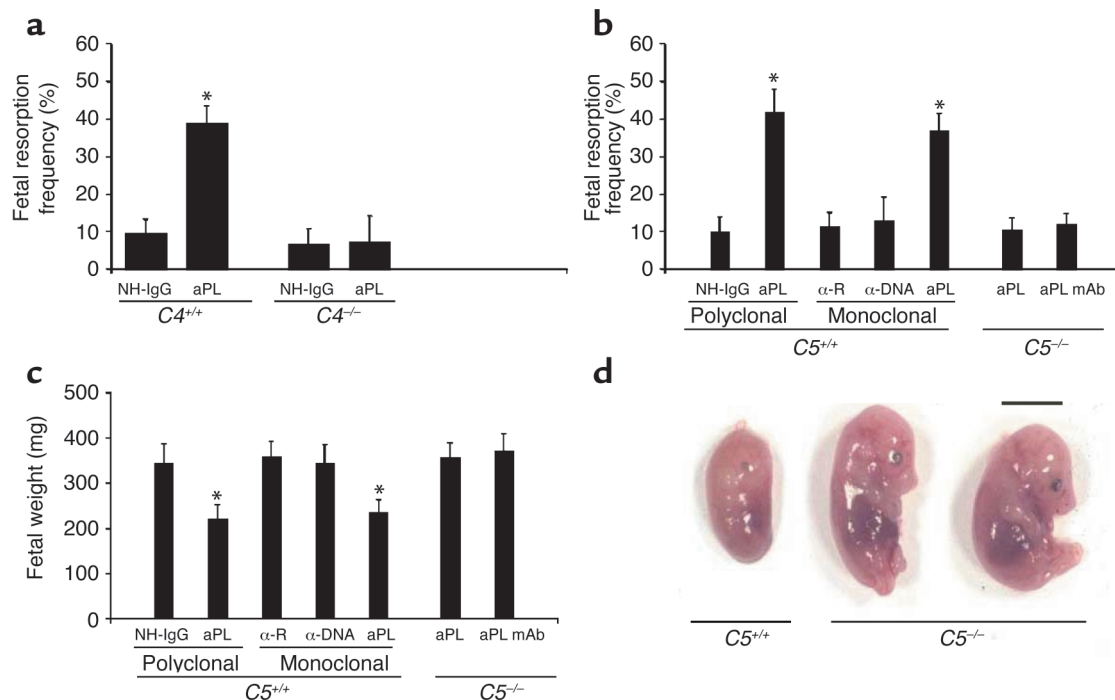 a
Fetal resorption
frequency (%)
60
50
40
30
20
10
0
*
NH-IgG aPL NH-IgG aPL
C4+/+ C4–/–
b
Fetal resorption
frequency (%)
60
50
40
30
20
10
0
* *
NH-IgG aPL α-R α-DNA aPL aPL aPL mAb
Polyclonal Monoclonal
C5+/+ C5–/–
c
Fetal weight (mg)
500
400
300
200
100
0
* *
NH-IgG aPL α-R α-DNA aPL aPL aPL mAb
Polyclonal Monoclonal
C5+/+ C5–/–
d
C5+/+ C5–/–